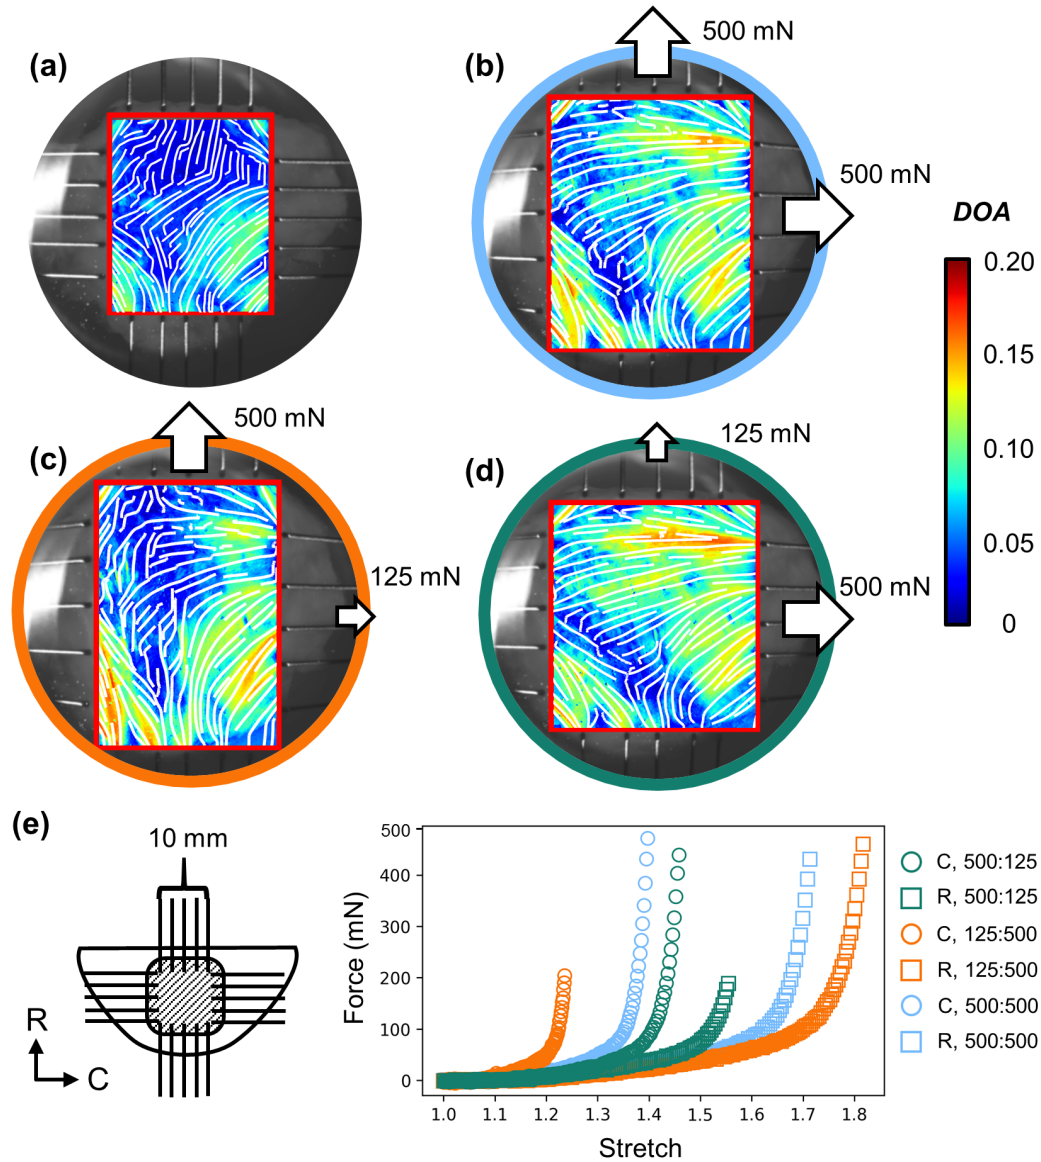 (a)
(b)
500 mN
500 mN
DOA
0.20
0.15
0.10
0.05
0
(c)
500 mN
125 mN
(d)
125 mN
500 mN
(e)
10 mm
R
C
Force (mN)
500
400
300
200
100
0
1.0 1.1 1.2 1.3 1.4 1.5 1.6 1.7 1.8
Stretch
C, 500:125
R, 500:125
C, 125:500
R, 125:500
C, 500:500
R, 500:500